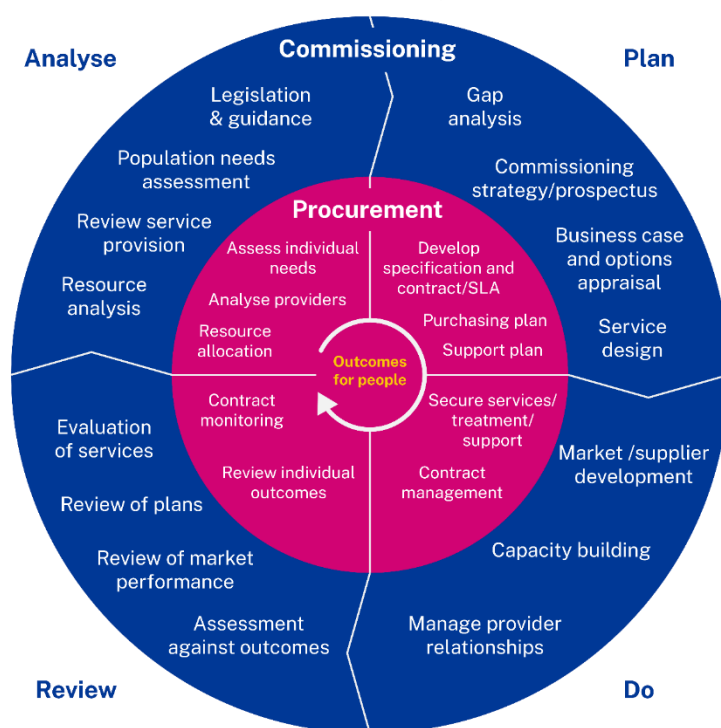 Analyse
Commissioning
Plan
Legislation
& guidance
Population needs
assessment
Review service
provision
Resource
analysis
Gap
analysis
Commissioning
strategy/prospectus
Business case
and options
appraisal
Service
design
Procurement
Assess individual
needs
Analyse providers
Resource
allocation
Develop
specification and
contract/SLA
Purchasing plan
Support plan
Outcomes
for people
Contract
monitoring
Review individual
outcomes
Secure services/
treatment/
support
Contract
management
Evaluation
of services
Review of plans
Review of market
performance
Assessment
against outcomes
Market /supplier
development
Capacity building
Manage provider
relationships
Review
Do